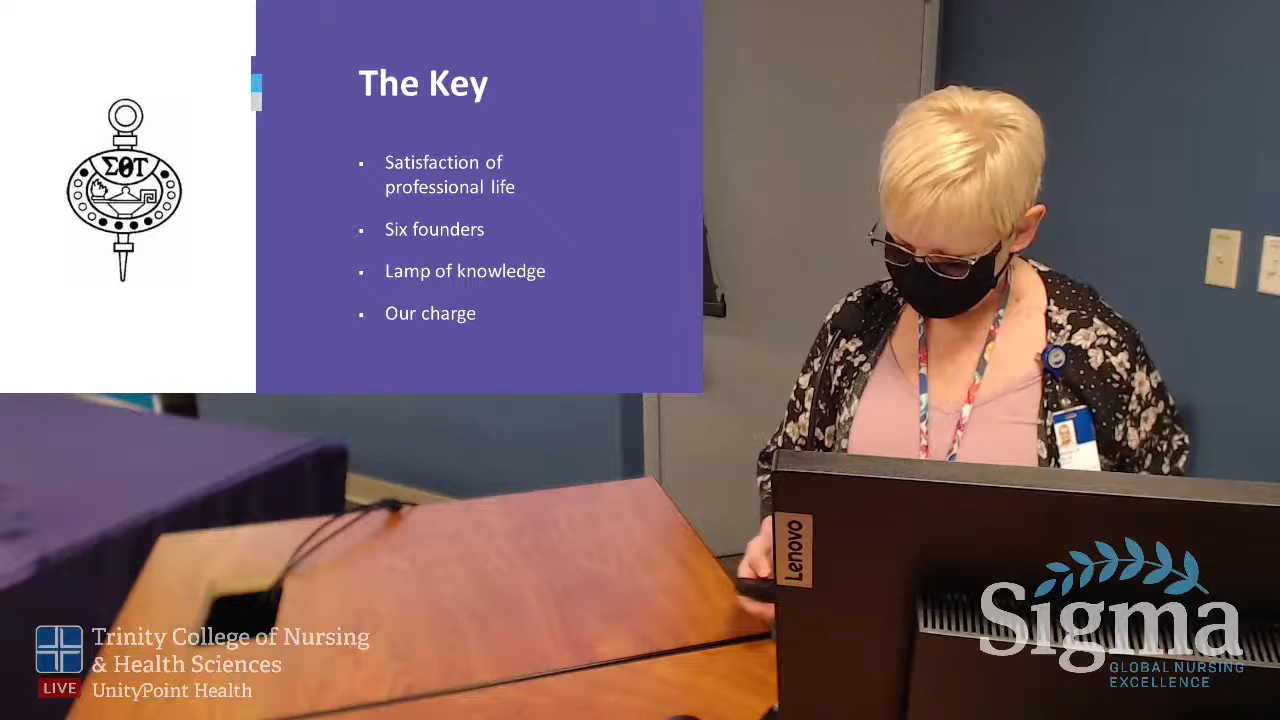 The Key
ΣΘΤ
▪ Satisfaction of
professional life
▪ Six founders
▪ Lamp of knowledge
▪ Our charge
Lenovo
Trinity College of Nursing
& Health Sciences
LIVE
UnityPoint Health
Sigma
GLOBAL NURSING
EXCELLENCE